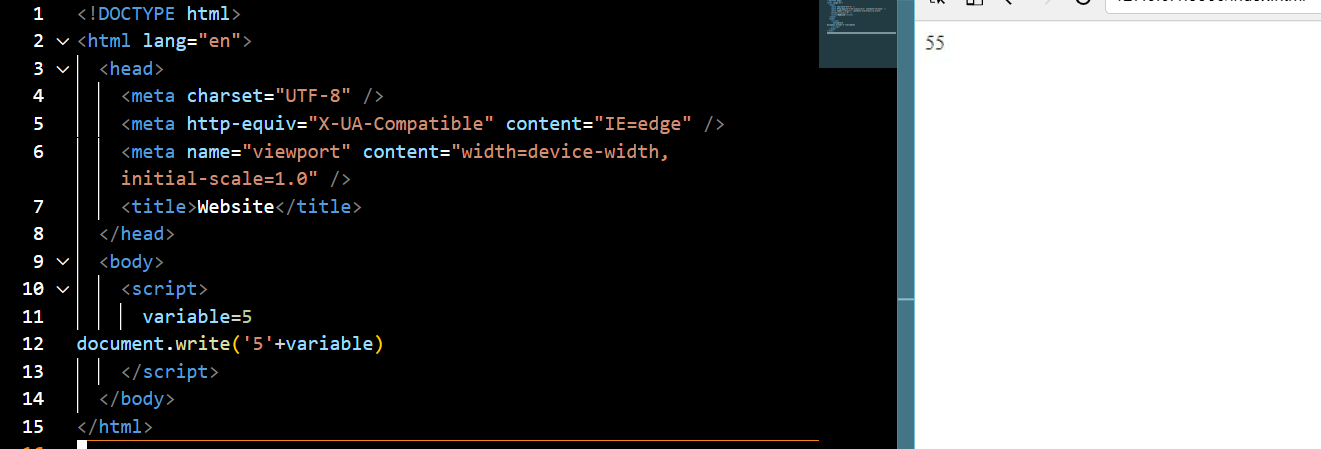 1 <!DOCTYPE html>
2 <html lang="en">
3 <head>
4 <meta charset="UTF-8" />
5 <meta http-equiv="X-UA-Compatible" content="IE=edge" />
6 <meta name="viewport" content="width=device-width,
initial-scale=1.0" />
7 <title>Website</title>
8 </head>
9 <body>
10 <script>
11 variable=5
12 document.write('5'+variable)
13 </script>
14 </body>
15 </html>
55